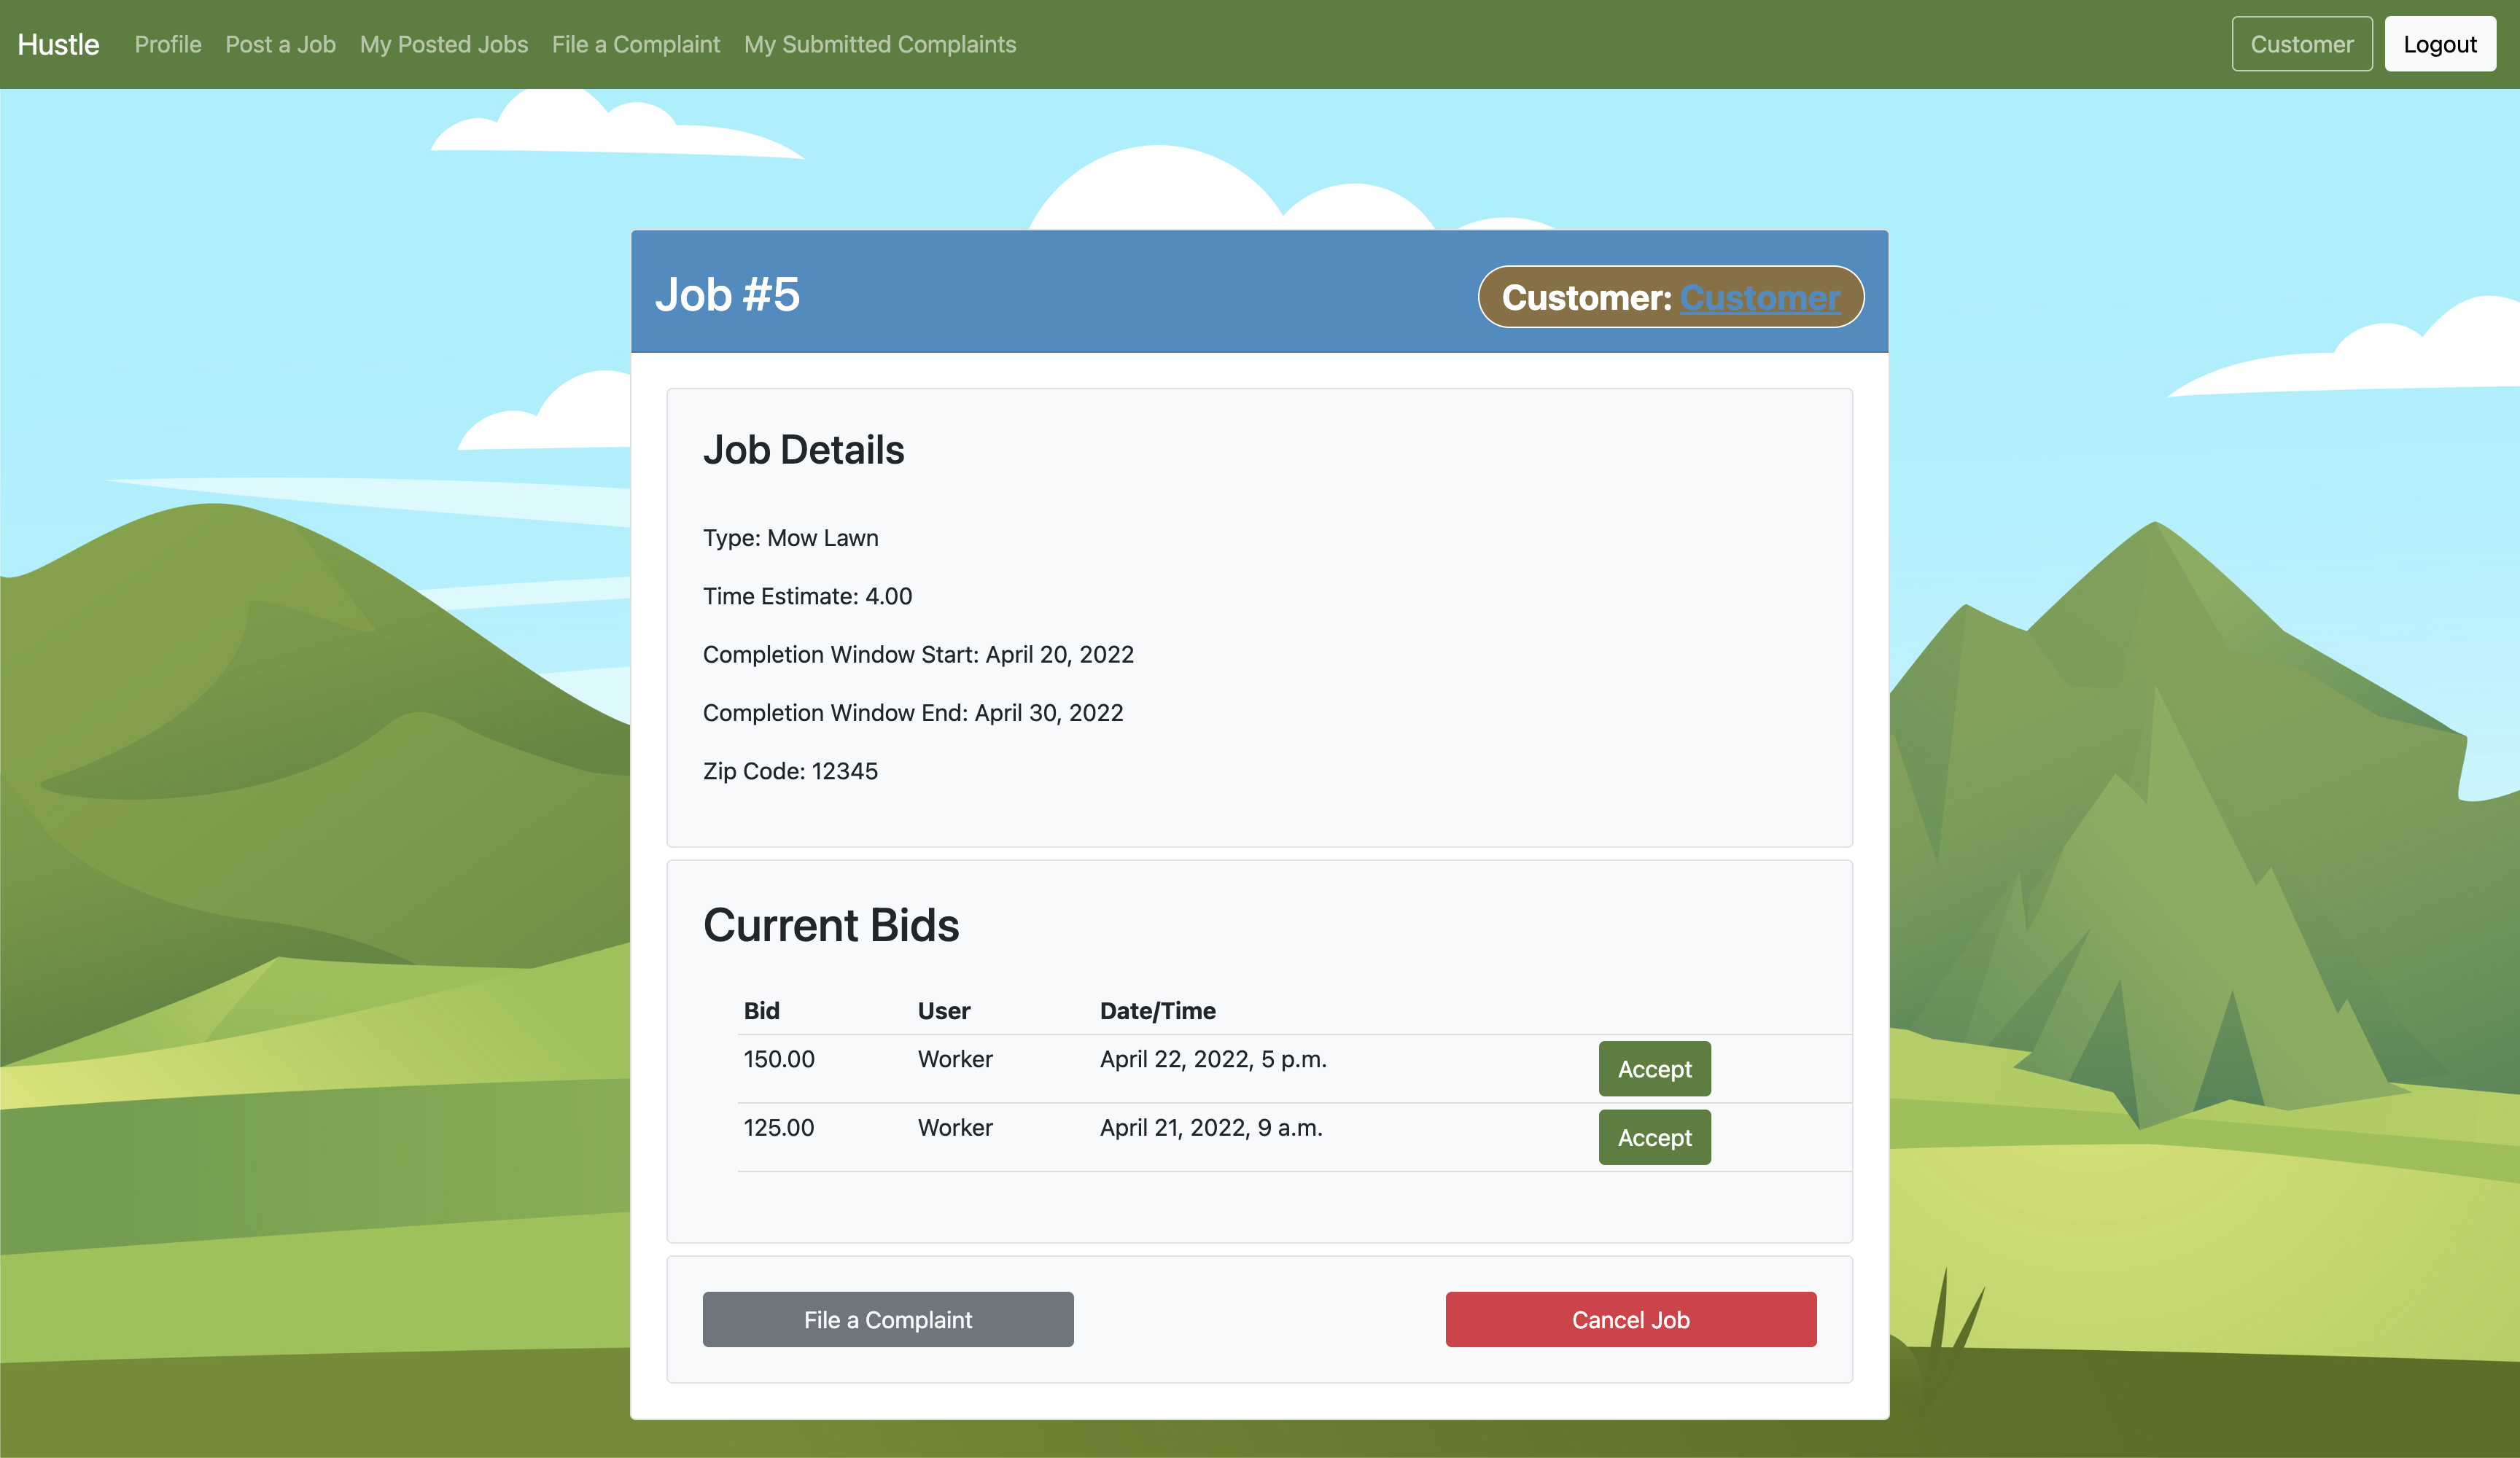 Hustle Profile Post a Job My Posted Jobs File a Complaint My Submitted Complaints Customer Logout
Job #5 Customer: Customer
Job Details
Type: Mow Lawn
Time Estimate: 4.00
Completion Window Start: April 20, 2022
Completion Window End: April 30, 2022
Zip Code: 12345
Current Bids
Bid User Date/Time
150.00 Worker April 22, 2022, 5 p.m. Accept
125.00 Worker April 21, 2022, 9 a.m. Accept
File a Complaint Cancel Job